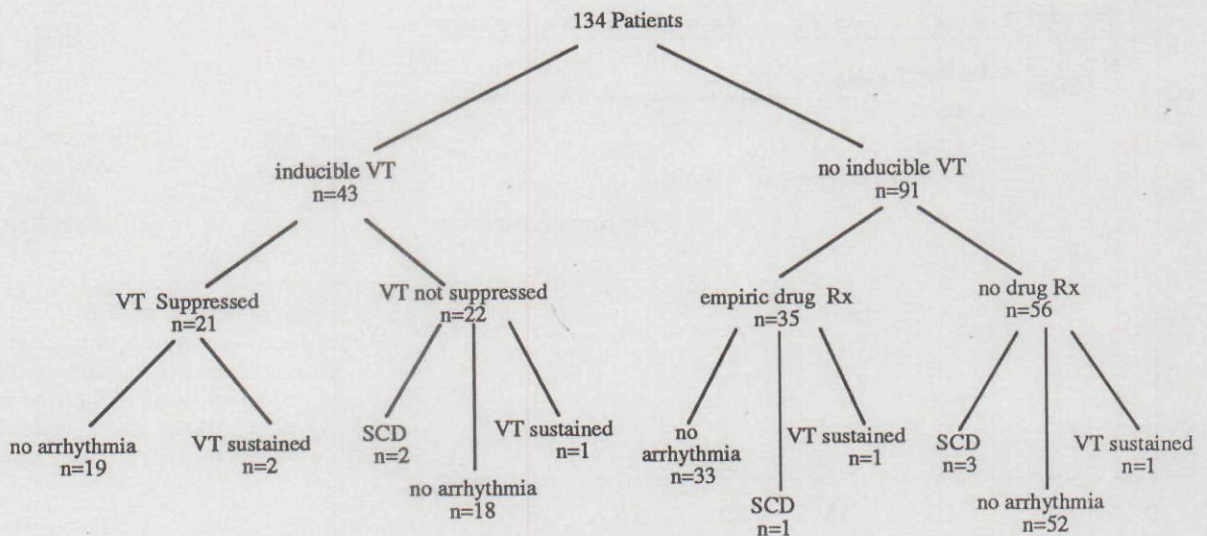 134 Patients
inducible VT
n=43
no inducible VT
n=91
VT Suppressed
n=21
VT not suppressed
n=22
empiric drug Rx
n=35
no drug Rx
n=56
no arrhythmia
n=19
VT sustained
n=2
SCD
n=2
no arrhythmia
n=18
VT sustained
n=1
no
arrhythmia
n=33
SCD
n=1
VT sustained
n=1
SCD
n=3
no arrhythmia
n=52
VT sustained
n=1